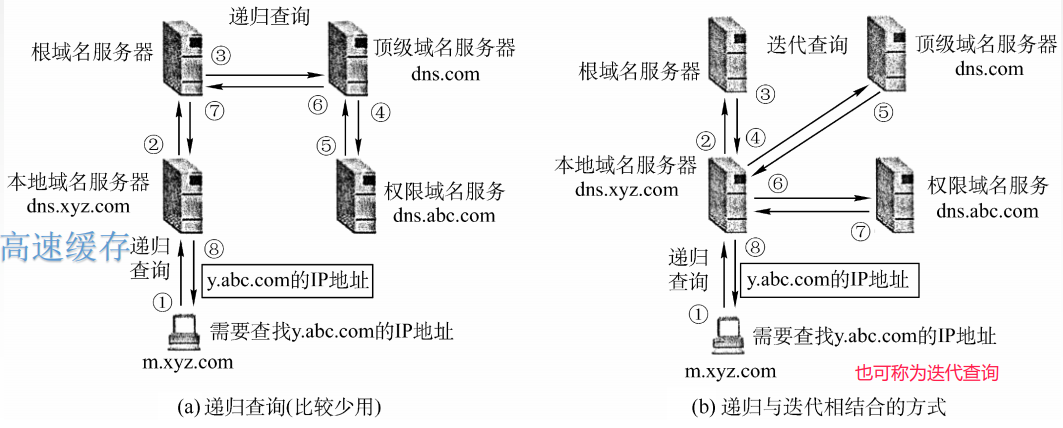 递归查询
根域名服务器
③
顶级域名服务器
dns.com
⑥
⑦
④
②
⑤
本地域名服务器
dns.xyz.com
权限域名服务
dns.abc.com
高速缓存
递归
查询
⑧
y.abc.com的IP地址
①
需要查找y.abc.com的IP地址
m.xyz.com
(a) 递归查询(比较少用)
迭代查询
顶级域名服务器
dns.com
根域名服务器
③
⑤
②
④
本地域名服务器
dns.xyz.com
⑥
权限域名服务
dns.abc.com
⑦
递归
查询
⑧
y.abc.com的IP地址
①
需要查找y.abc.com的IP地址
m.xyz.com
也可称为迭代查询
(b) 递归与迭代相结合的方式